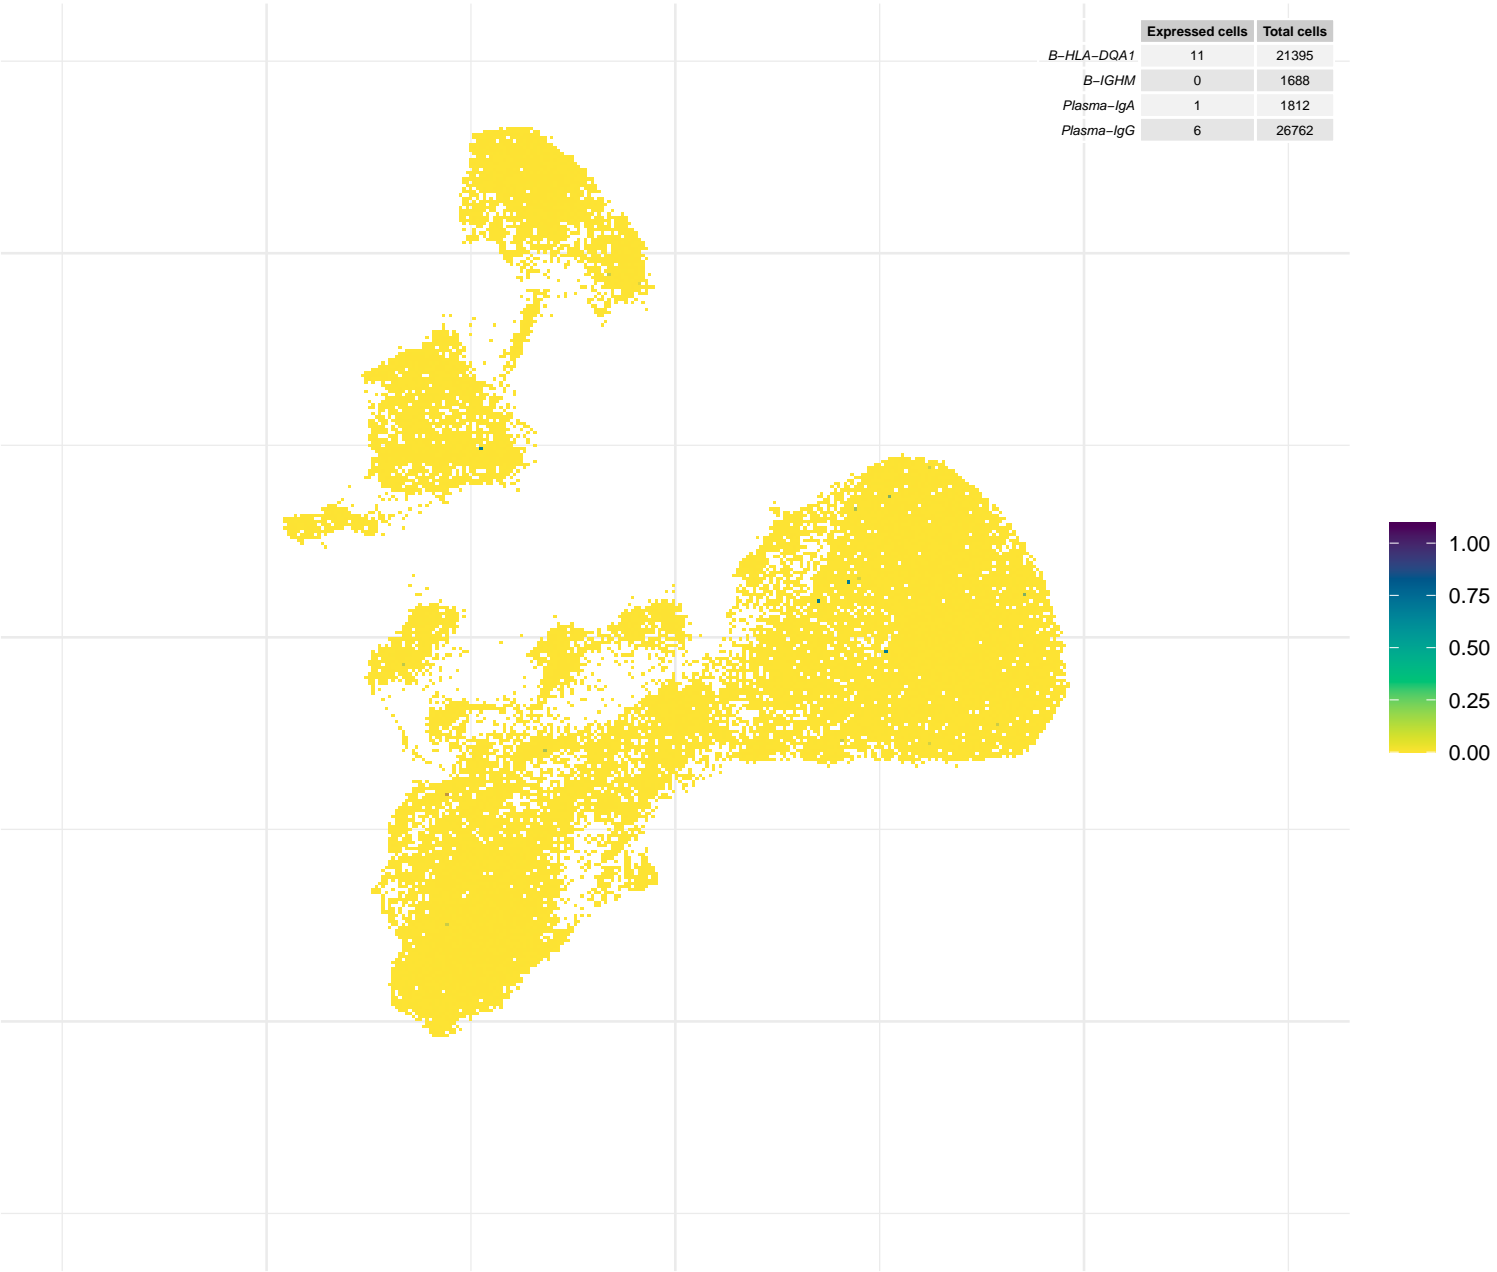 Expressed cells Total cells
B−HLA−DQA1 11 21395
B−IGHM 0 1688
Plasma−IgA 1 1812
Plasma−IgG 6 26762
1.00
0.75
0.50
0.25
0.00